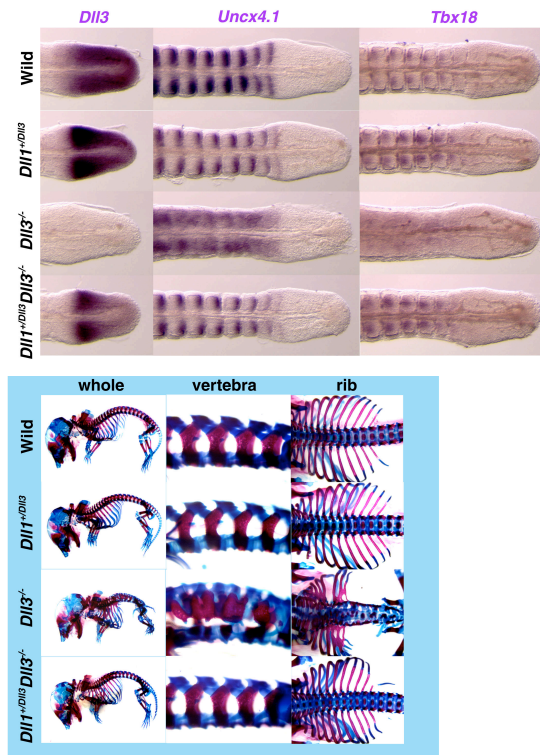 Dll3 Uncx4.1 Tbx18
Wild
Dll1+/Dll3
Dll3-/-
Dll1+/Dll3Dll3-/-
whole vertebra rib
Wild
Dll1+/Dll3
Dll3-/-
Dll1+/Dll3Dll3-/-